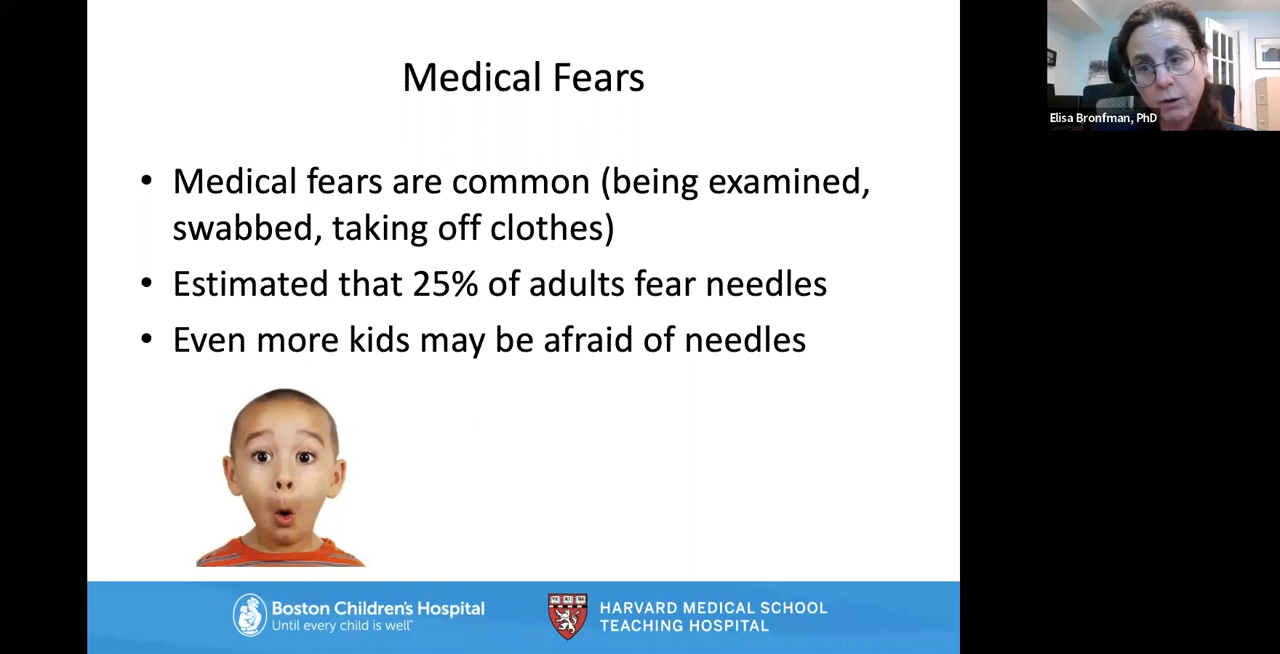 Medical Fears
• Medical fears are common (being examined,
swabbed, taking off clothes)
• Estimated that 25% of adults fear needles
• Even more kids may be afraid of needles
Boston Children's Hospital
Until every child is well™
HARVARD MEDICAL SCHOOL
TEACHING HOSPITAL
Elisa Bronfman, PhD